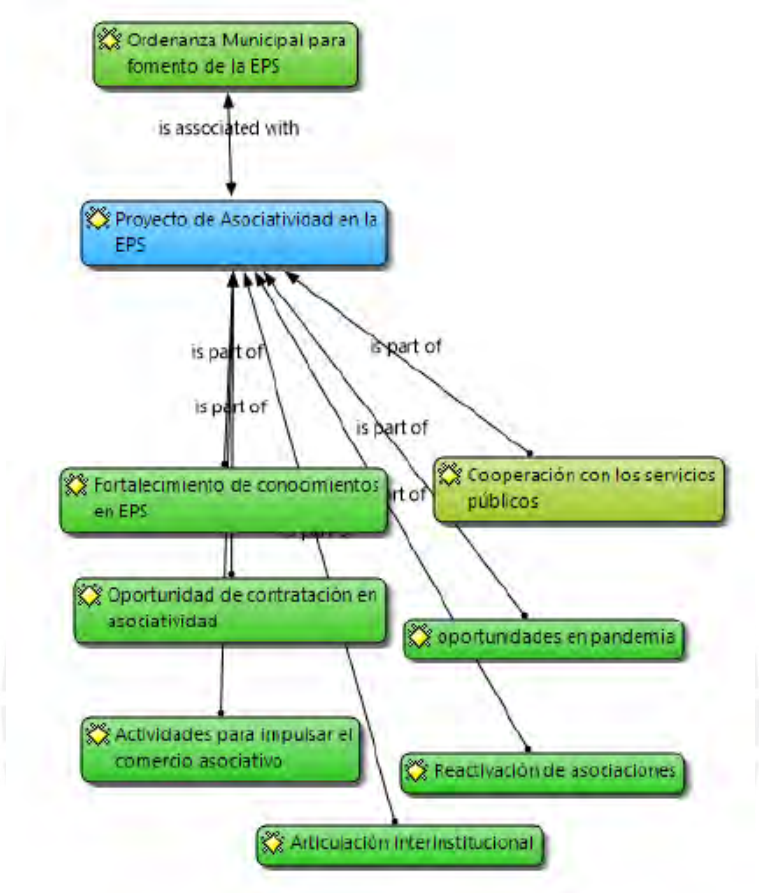 Ordenanza Municipal para
fomento de la EPS
is associated with
Proyecto de Asociatividad en la
EPS
is part of
is part of
is part of
is part of
Fortalecimiento de conocimientos
en EPS
Cooperación con los servicios
públicos
rt of
Oportunidad de contratación en
asociatividad
oportunidades en pandemia
Actividades para impulsar el
comercio asociativo
Reactivación de asociaciones
Articulación Interinstitucional